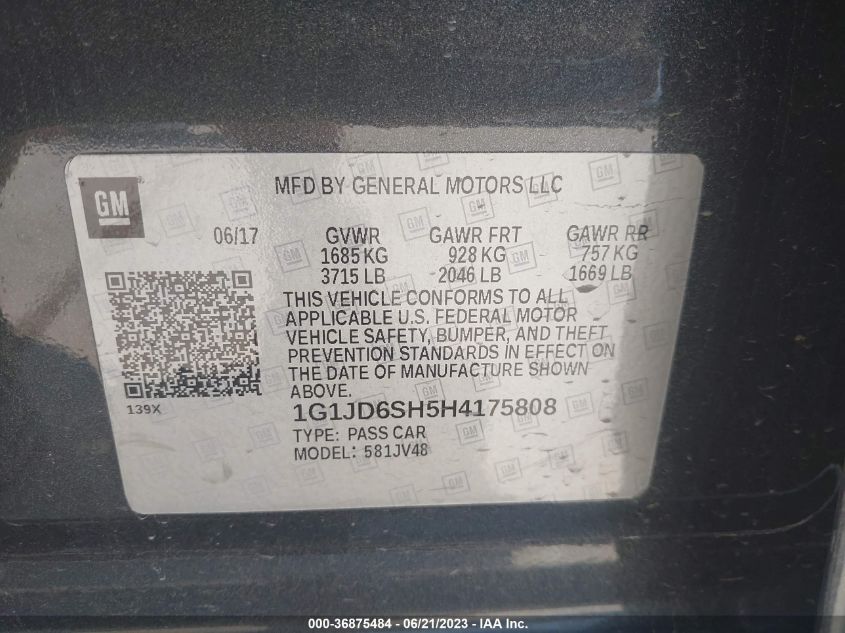 GM
MFD BY GENERAL MOTORS LLC
06/17
GVWR GAWR FRT GAWR RR
1685 KG 928 KG 757 KG
3715 LB 2046 LB 1669 LB
THIS VEHICLE CONFORMS TO ALL
APPLICABLE U.S. FEDERAL MOTOR
VEHICLE SAFETY, BUMPER, AND THEFT
PREVENTION STANDARDS IN EFFECT ON
THE DATE OF MANUFACTURE SHOWN
ABOVE.
139X
1G1JD6SH5H4175808
TYPE: PASS CAR
MODEL: 581JV48
000-36875484 - 06/21/2023 - IAA Inc.